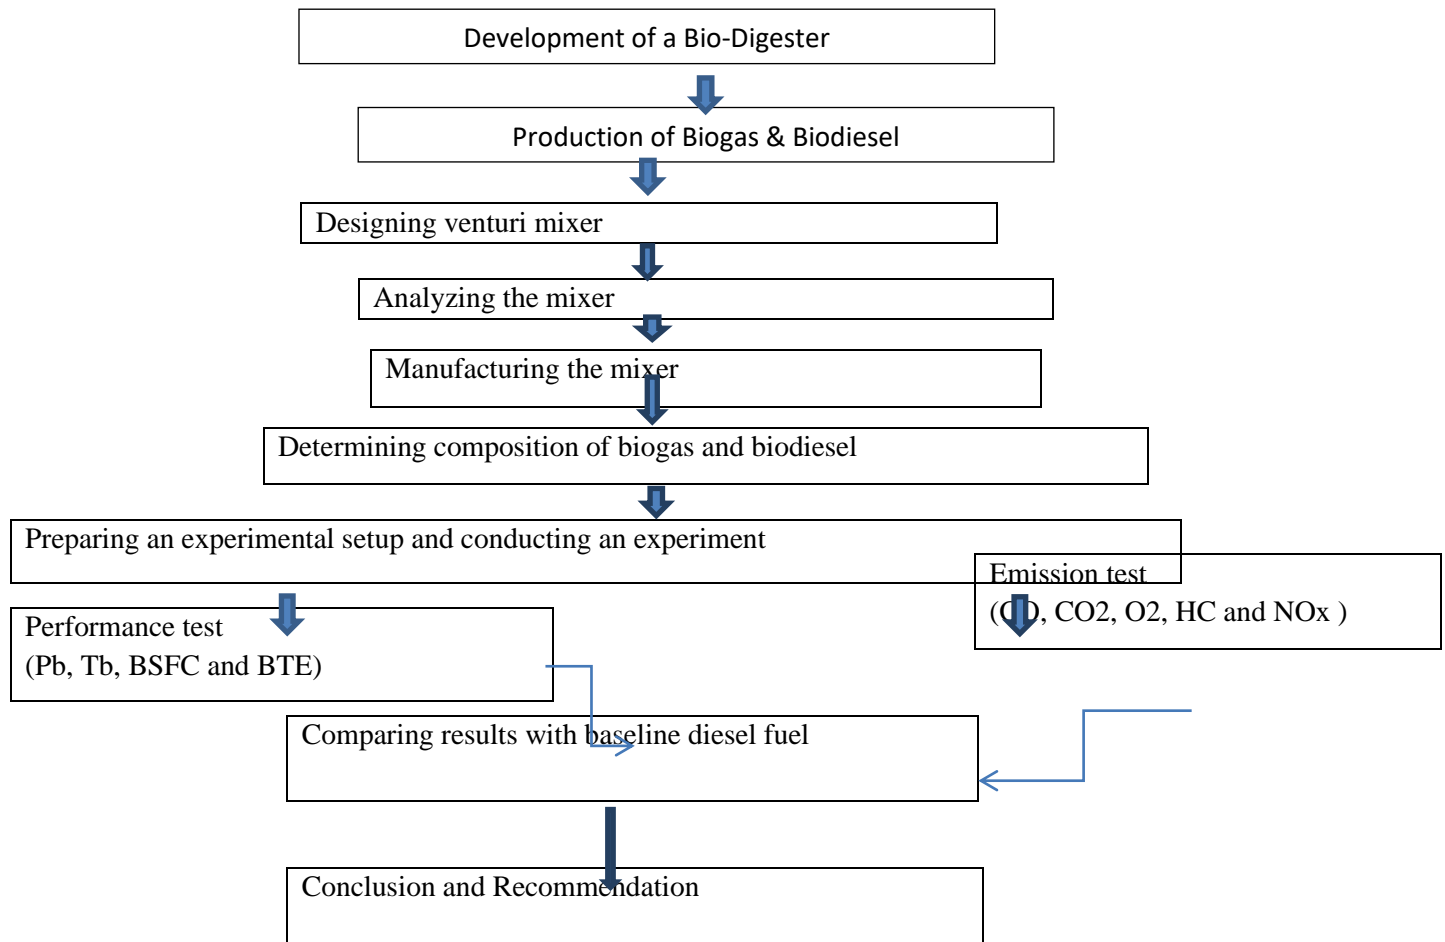 Development of a Bio-Digester
Production of Biogas & Biodiesel
Designing venturi mixer
Analyzing the mixer
Manufacturing the mixer
Determining composition of biogas and biodiesel
Preparing an experimental setup and conducting an experiment
Emission test
(CO, CO2, O2, HC and NOx )
Performance test
(Pb, Tb, BSFC and BTE)
Comparing results with baseline diesel fuel
Conclusion and Recommendation